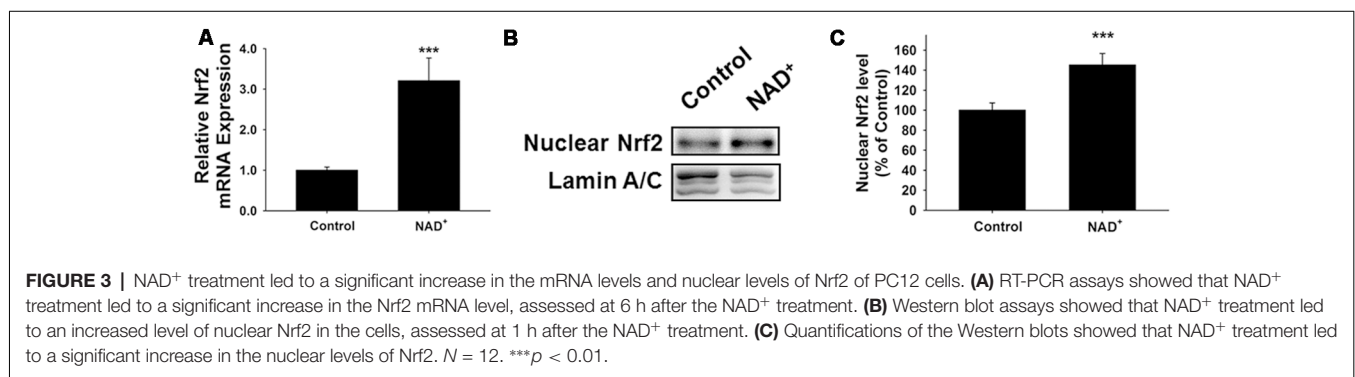 A
Relative Nrf2
mRNA Expression
4.0
3.0
2.0
1.0
0.0
***
Control
NAD+
B
Control
NAD+
Nuclear Nrf2
Lamin A/C
C
Nuclear Nrf2 level
(% of Control)
160
140
120
100
80
60
40
20
0
***
Control
NAD+
FIGURE 3 | NAD+ treatment led to a significant increase in the mRNA levels and nuclear levels of Nrf2 of PC12 cells. (A) RT-PCR assays showed that NAD+
treatment led to a significant increase in the Nrf2 mRNA level, assessed at 6 h after the NAD+ treatment. (B) Western blot assays showed that NAD+ treatment led
to an increased level of nuclear Nrf2 in the cells, assessed at 1 h after the NAD+ treatment. (C) Quantifications of the Western blots showed that NAD+ treatment led
to a significant increase in the nuclear levels of Nrf2. N = 12. ***p < 0.01.